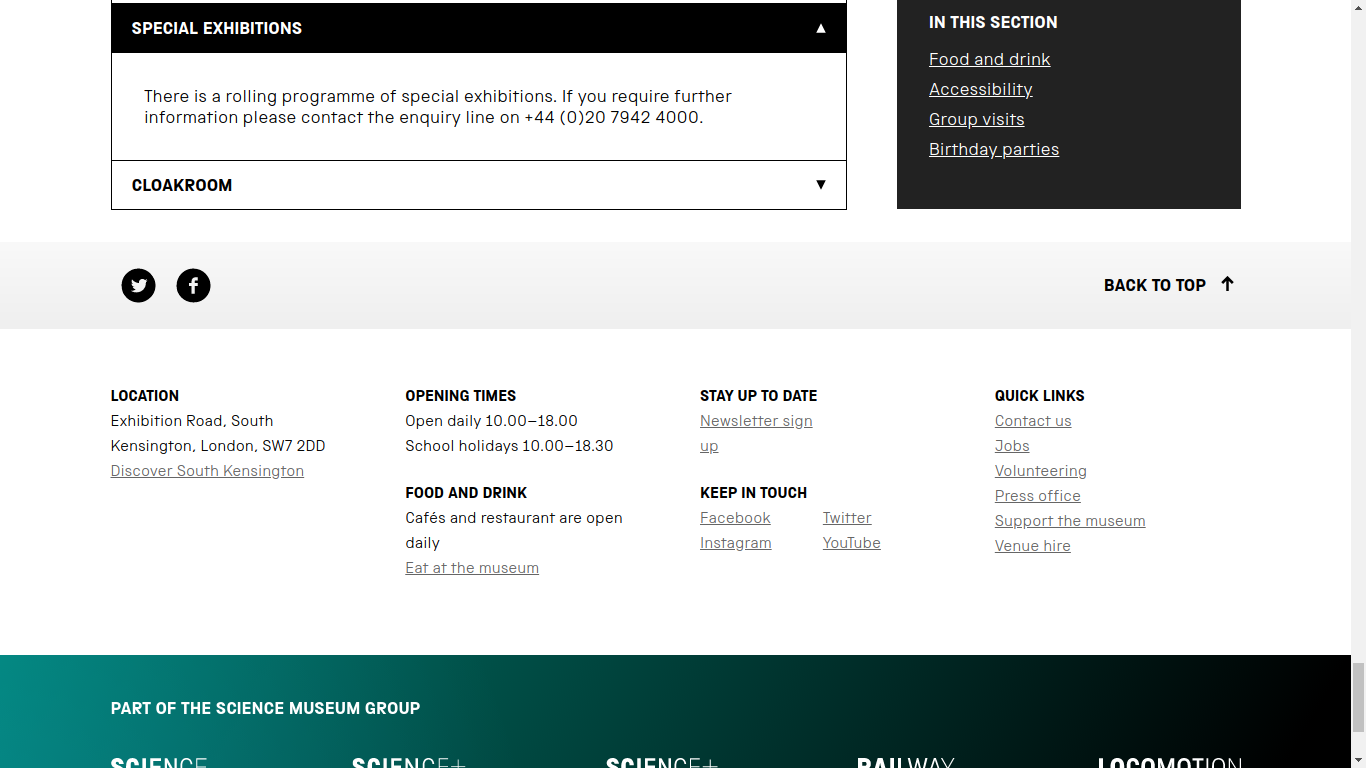 SPECIAL EXHIBITIONS
There is a rolling programme of special exhibitions. If you require further
information please contact the enquiry line on +44 (0)20 7942 4000.
CLOAKROOM
IN THIS SECTION
Food and drink
Accessibility
Group visits
Birthday parties
BACK TO TOP
LOCATION
Exhibition Road, South
Kensington, London, SW7 2DD
Discover South Kensington
OPENING TIMES
Open daily 10.00–18.00
School holidays 10.00–18.30
FOOD AND DRINK
Cafés and restaurant are open
daily
Eat at the museum
STAY UP TO DATE
Newsletter sign
up
KEEP IN TOUCH
Facebook
Twitter
Instagram
YouTube
QUICK LINKS
Contact us
Jobs
Volunteering
Press office
Support the museum
Venue hire
PART OF THE SCIENCE MUSEUM GROUP
SCIENCE
SCIENCE+
SCIENCE+
RAILWAY
LOCOMOTION